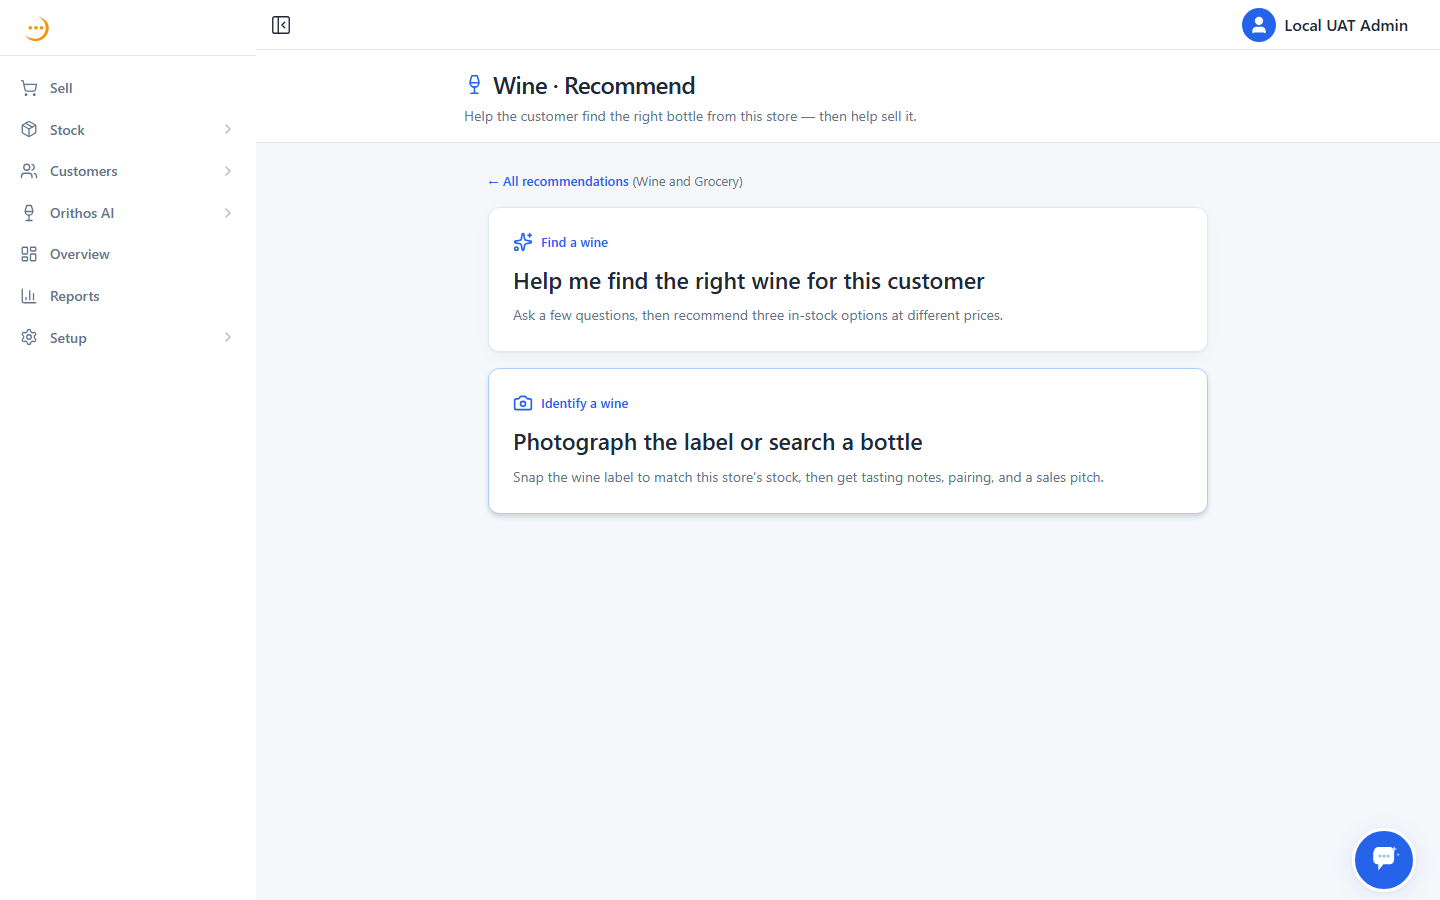 Local UAT Admin
Sell
Stock
Customers
Orithos AI
Overview
Reports
Setup
Wine · Recommend
Help the customer find the right bottle from this store — then help sell it.
← All recommendations (Wine and Grocery)
Find a wine
Help me find the right wine for this customer
Ask a few questions, then recommend three in-stock options at different prices.
Identify a wine
Photograph the label or search a bottle
Snap the wine label to match this store's stock, then get tasting notes, pairing, and a sales pitch.